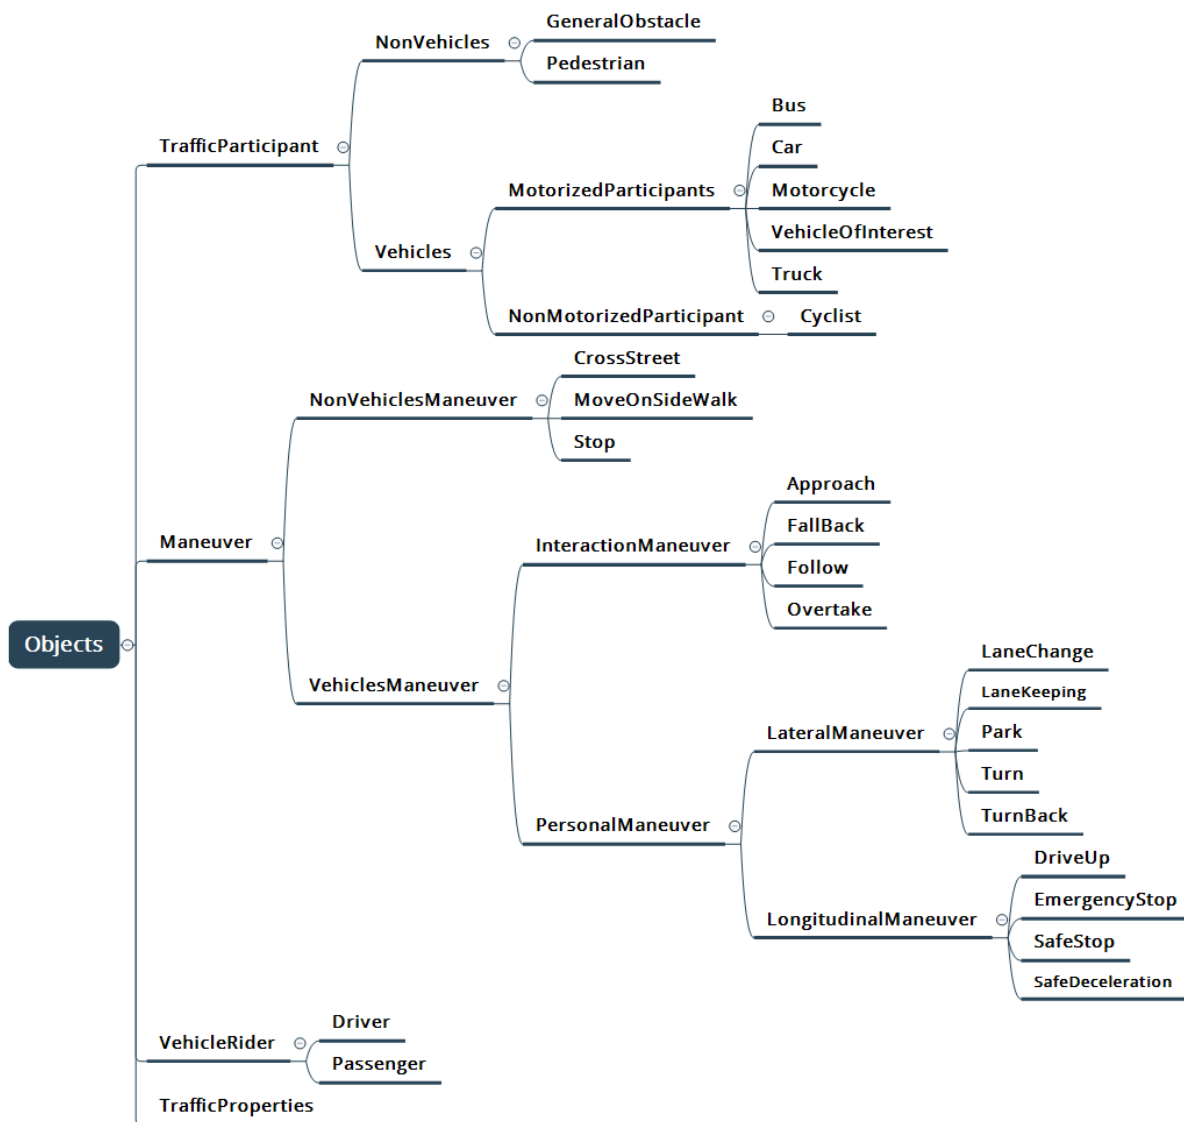 GeneralObstacle
NonVehicles
Pedestrian
Bus
TrafficParticipant
Car
MotorizedParticipants
Motorcycle
VehicleOfInterest
Vehicles
Truck
NonMotorizedParticipant
Cyclist
CrossStreet
NonVehiclesManeuver
MoveOnSideWalk
Stop
Approach
FallBack
Maneuver
InteractionManeuver
Follow
Overtake
Objects
LaneChange
VehiclesManeuver
LaneKeeping
LateralManeuver
Park
Turn
PersonalManeuver
TurnBack
DriveUp
EmergencyStop
LongitudinalManeuver
SafeStop
SafeDeceleration
Driver
VehicleRider
Passenger
TrafficProperties